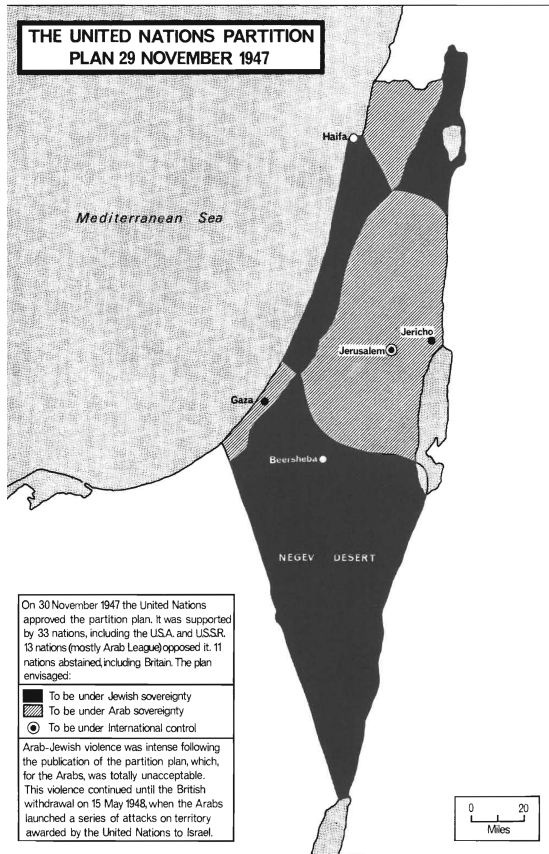 THE UNITED NATIONS PARTITION
PLAN 29 NOVEMBER 1947
Haifa
Mediterranean Sea
Jericho
Jerusalem
Gaza
Beersheba
NEGEV DESERT
On 30 November 1947 the United Nations
approved the partition plan. It was supported
by 33 nations, including the U.S.A. and U.S.S.R.
13 nations (mostly Arab League) opposed it. 11
nations abstained, including Britain. The plan
envisaged:
To be under Jewish sovereignty
To be under Arab sovereignty
To be under International control
Arab-Jewish violence was intense following
the publication of the partition plan, which,
for the Arabs, was totally unacceptable.
This violence continued until the British
withdrawal on 15 May 1948, when the Arabs
launched a series of attacks on territory
awarded by the United Nations to Israel.
0 20
Miles